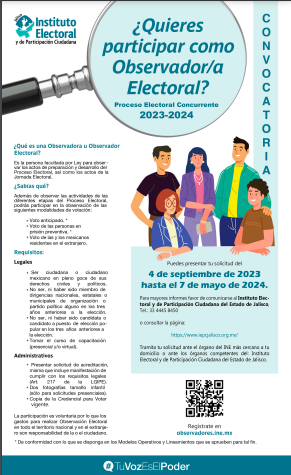 Instituto
Electoral
y de Participación Ciudadana
¿Quieres
participar como
Observador/a
Electoral?
Proceso Electoral Concurrente
2023-2024
CONVOCATOR
¿Qué es una Observadora u Observador
Electoral?
Es la persona facultada por Ley para obser-
var los actos de preparación y desarrollo del
Proceso Electoral, así como los actos de la
Jornada Electoral.
¿Sabías qué?
Además de observar las actividades de las
diferentes etapas del Proceso Electoral,
podrás participar en la observación de las
siguientes modalidades de votación:
• Voto anticipado. *
• Voto de las personas en
prisión preventiva. *
• Voto de las y los mexicanos
residentes en el extranjero.
Requisitos:
Legales
• Ser ciudadana o ciudadano
mexicano en pleno goce de sus
derechos civiles y políticos.
• No ser, ni haber sido miembro de
dirigencias nacionales, estatales o
municipales de organización o
partido político alguno en los tres
años anteriores a la elección.
• No ser, ni haber sido candidata o
candidato a puesto de elección po-
pular en los tres años anteriores a
la elección.
• Tomar el curso de capacitación
(presencial y/o virtual).
Administrativos
• Presentar solicitud de acreditación,
misma que incluye manifestación de
cumplir con los requisitos legales
(Art. 217 de la LGIPE).
• Dos fotografías tamaño infantil
(sólo para solicitudes presenciales).
• Copia de la Credencial para Votar
vigente.
La participación es voluntaria por lo que los
gastos para realizar Observación Electoral
en todo el territorio nacional y en el extranje-
ro son responsabilidad de la o el ciudadano.
* De conformidad con lo que se disponga en los Modelos Operativos y Lineamientos que se aprueben para tal fin.
Puedes presentar tu solicitud del
4 de septiembre de 2023
hasta el 7 de mayo de 2024.
Para mayores informes favor de comunicarse al Instituto Elec-
toral y de Participación Ciudadana del Estado de Jalisco.
Tel.: 33 4445 8450
o consultar la página:
https://www.iepcjalisco.org.mx/
Tramita tu solicitud ante el órgano del INE más cercano a tu
domicilio o ante los órganos competentes del: Instituto
Electoral y de Participación Ciudadana del Estado de Jalisco.
Regístrate en
observadores.ine.mx
#TuVozEsElPoder